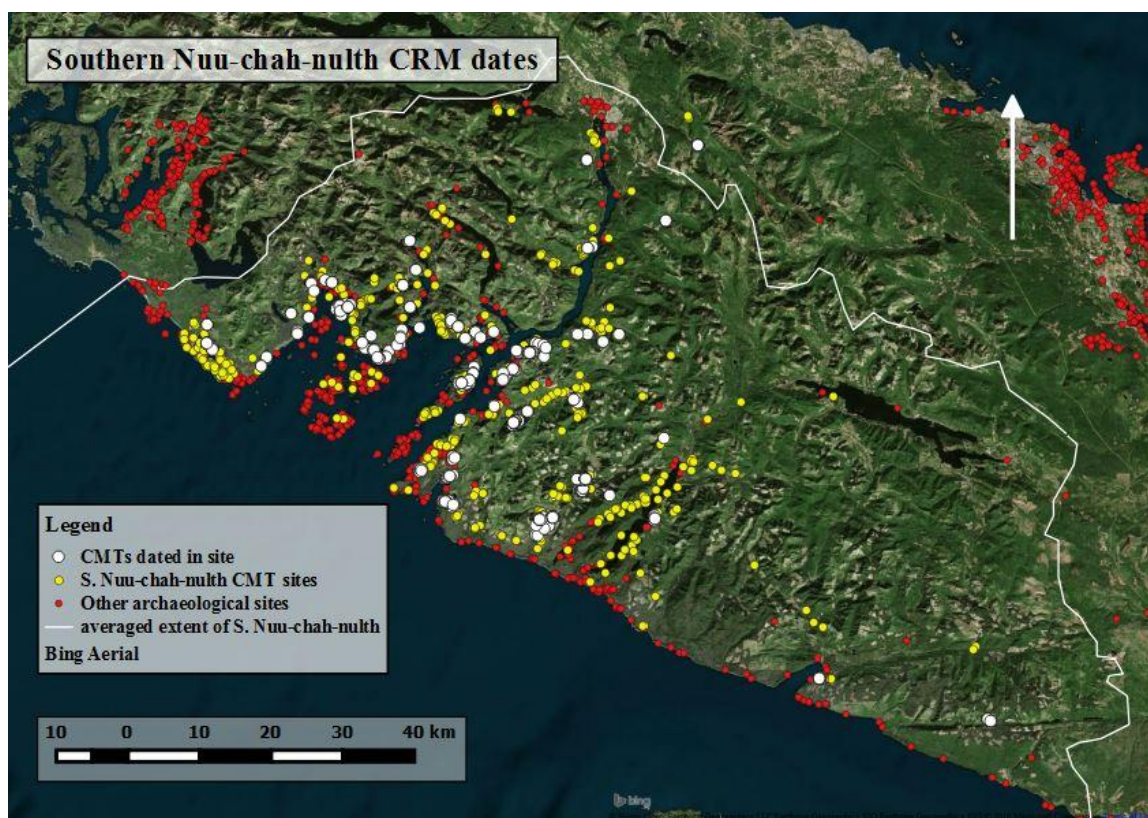 Southern Nuu-chah-nulth CRM dates
Legend
CMTs dated in site
S. Nuu-chah-nulth CMT sites
Other archaeological sites
averaged extent of S. Nuu-chah-nulth
Bing Aerial
10 0 10 20 30 40 km
bing